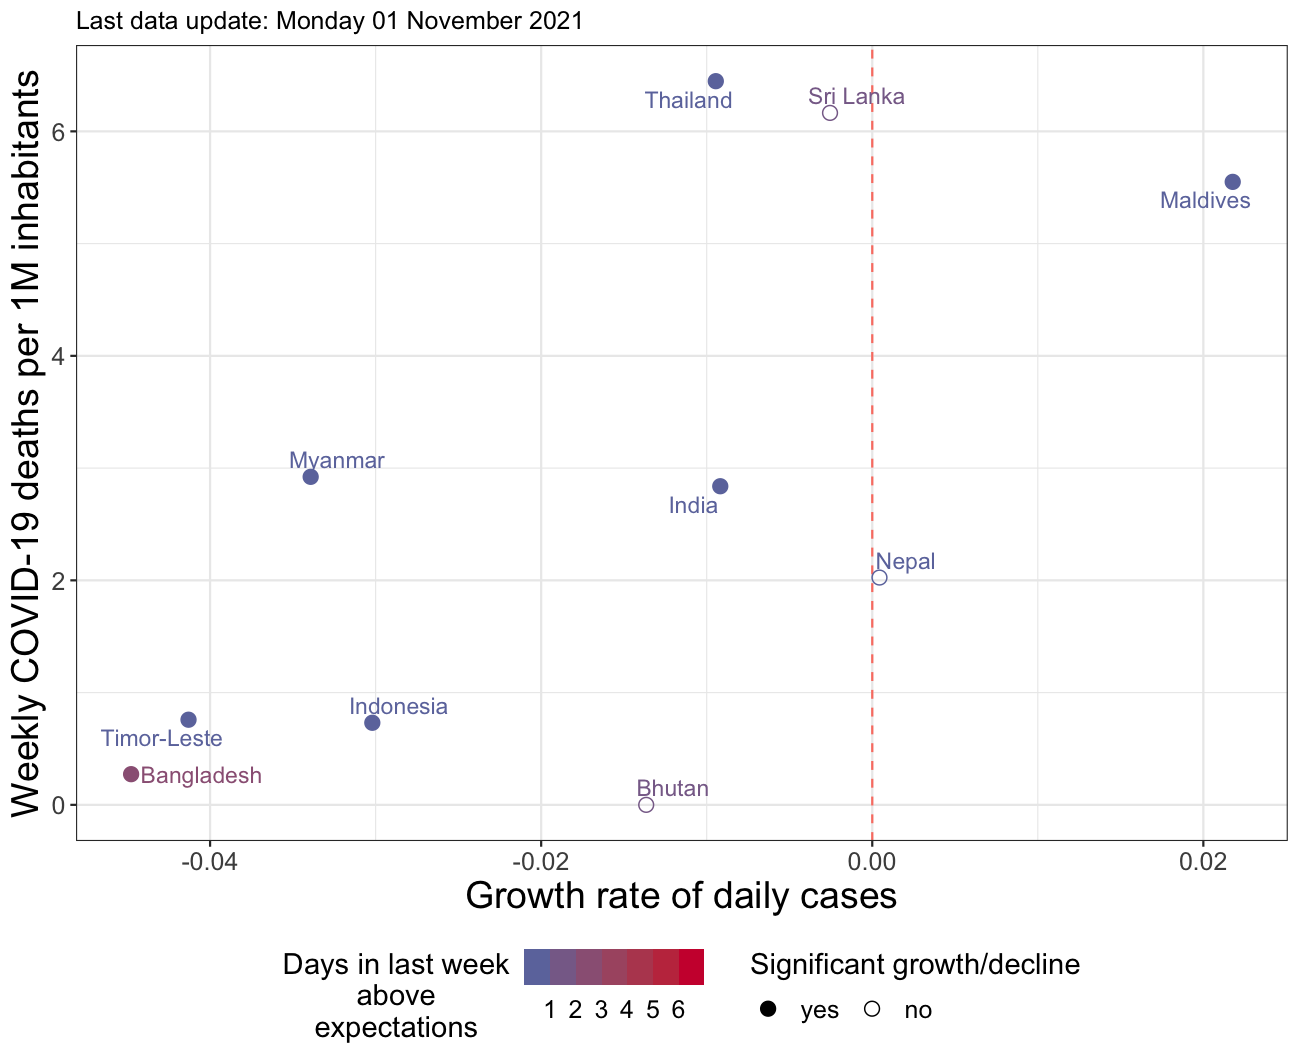 Last data update: Monday 01 November 2021
Weekly COVID-19 deaths per 1M inhabitants
6
4
2
0
Thailand
Sri Lanka
Maldives
Myanmar
India
Nepal
Indonesia
Timor-Leste
Bangladesh
Bhutan
-0.04 -0.02 0.00 0.02
Growth rate of daily cases
Days in last week
above
expectations
1 2 3 4 5 6
Significant growth/decline
yes no